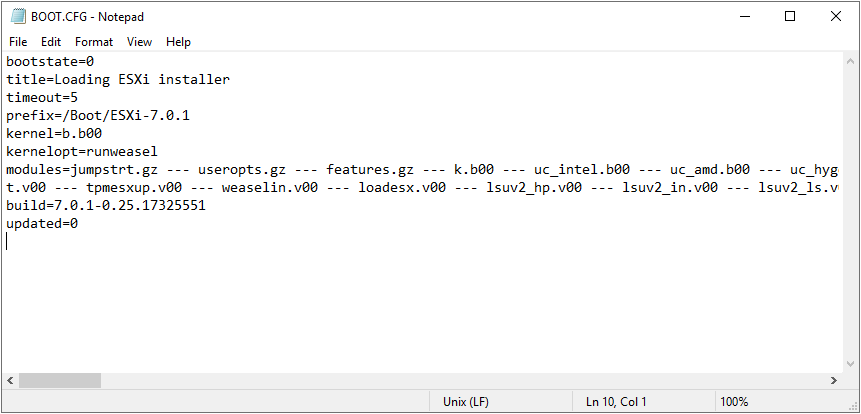 BOOT.CFG - Notepad
File Edit Format View Help
bootstate=0
title=Loading ESXi installer
timeout=5
prefix=/Boot/ESXi-7.0.1
kernel=b.b00
kernelopt=runweasel
modules=jumpstrt.gz --- useropts.gz --- features.gz --- k.b00 --- uc_intel.b00 --- uc_amd.b00 --- uc_hyg
t.v00 --- tpmesxup.v00 --- weaselin.v00 --- loadesx.v00 --- lsuv2_hp.v00 --- lsuv2_in.v00 --- lsuv2_ls.v
build=7.0.1-0.25.17325551
updated=0
Unix (LF) Ln 10, Col 1 100%